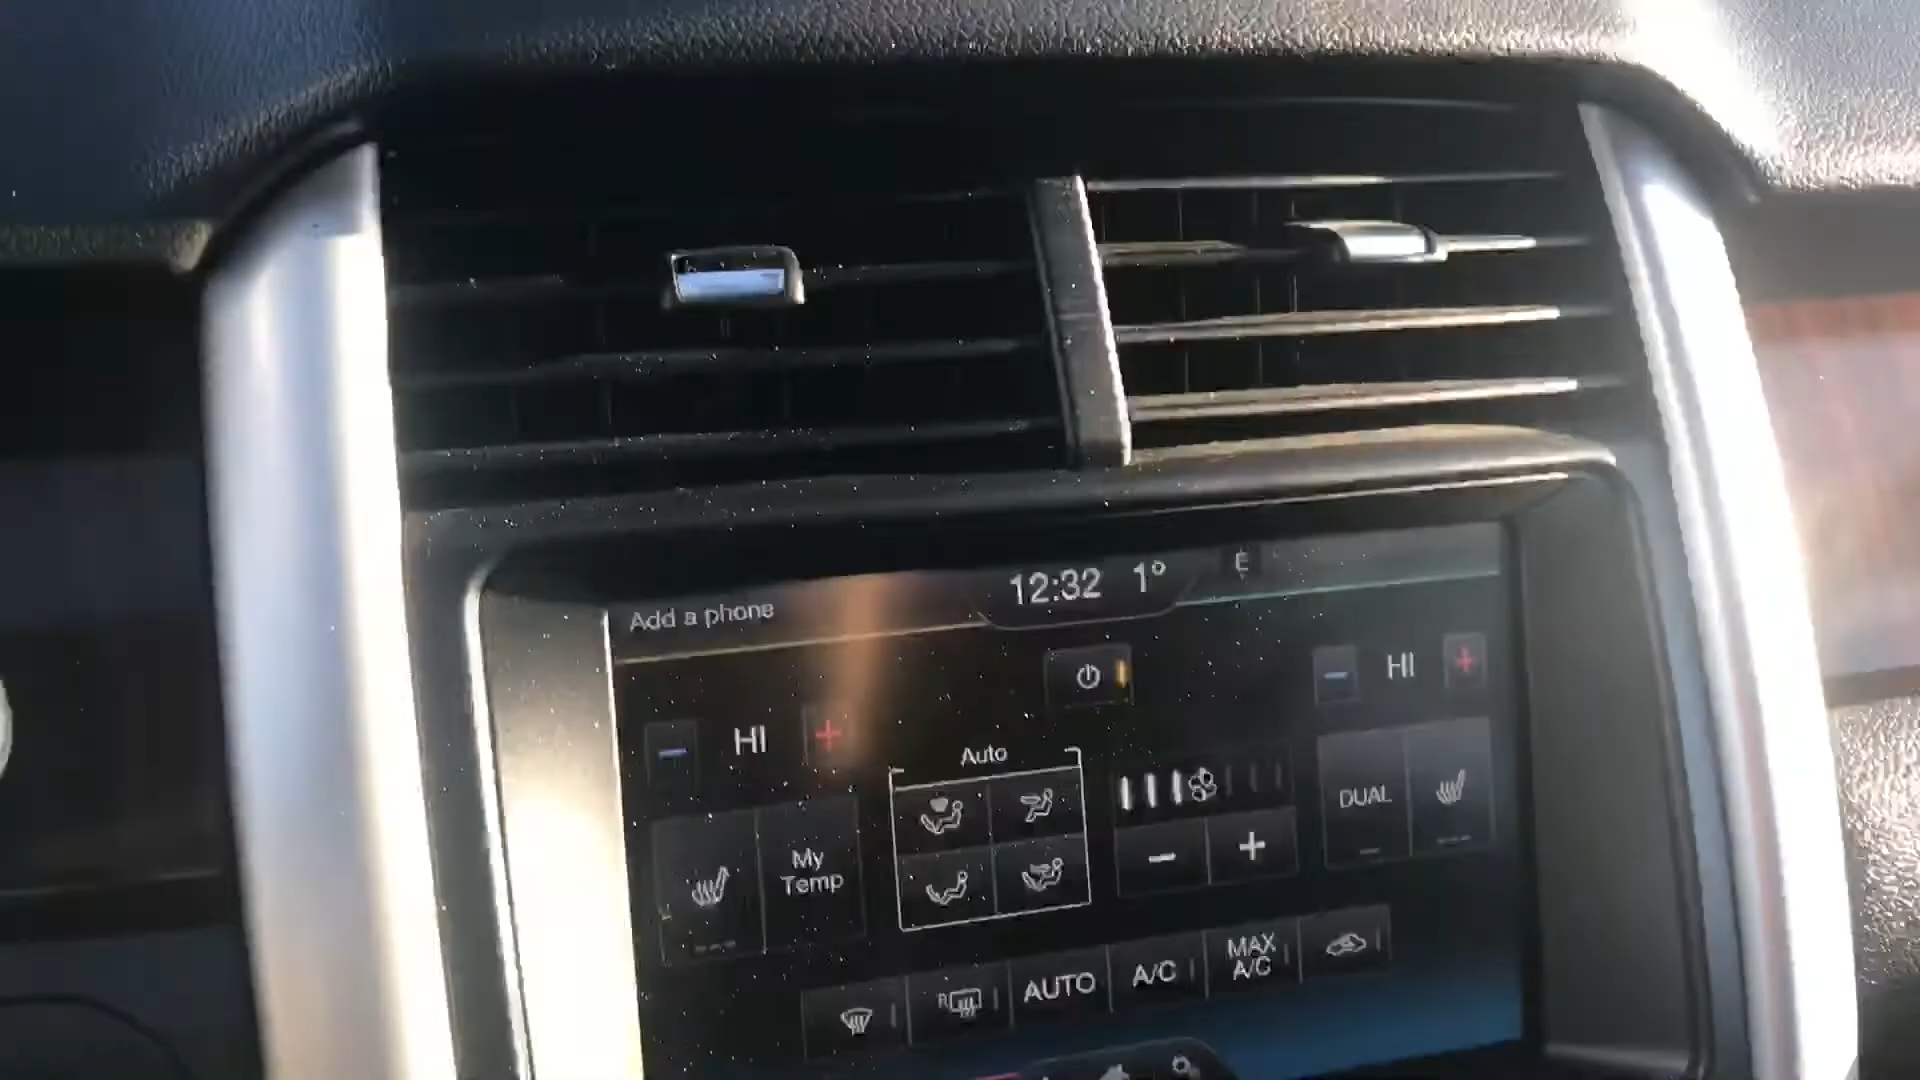 12:32 1° E
Add a phone
HI
HI
Auto
DUAL
My
Temp
MAX
A/C
A/C
AUTO
R